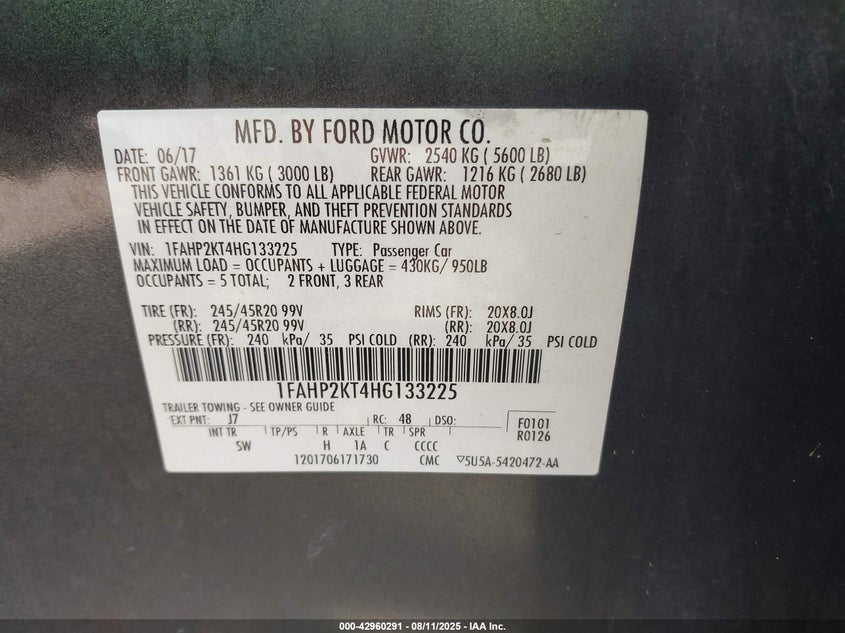 MFD. BY FORD MOTOR CO.
DATE: 06/17 GVWR: 2540 KG ( 5600 LB)
FRONT GAWR: 1361 KG ( 3000 LB) REAR GAWR: 1216 KG ( 2680 LB)
THIS VEHICLE CONFORMS TO ALL APPLICABLE FEDERAL MOTOR
VEHICLE SAFETY, BUMPER, AND THEFT PREVENTION STANDARDS
IN EFFECT ON THE DATE OF MANUFACTURE SHOWN ABOVE.
VIN: 1FAHP2KT4HG133225 TYPE: Passenger Car
MAXIMUM LOAD = OCCUPANTS + LUGGAGE = 430KG/ 950LB
OCCUPANTS = 5 TOTAL; 2 FRONT, 3 REAR
TIRE (FR): 245/45R20 99V RIMS (FR): 20X8.0J
(RR): 245/45R20 99V (RR): 20X8.0J
PRESSURE (FR): 240 kPa/ 35 PSI COLD (RR): 240 kPa/ 35 PSI COLD
1FAHP2KT4HG133225
TRAILER TOWING - SEE OWNER GUIDE
EXT PNT: J7 RC: 48 DSO: F0101
INT TR TP/PS R AXLE TR SPR R0126
SW H 1A C CCCC
1201706171730 CMC ▽5U5A-5420472-AA
000-42960291 - 08/11/2025 - IAA Inc.